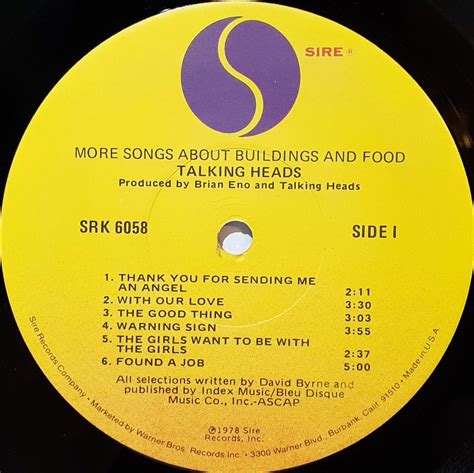 SIRE ®
MORE SONGS ABOUT BUILDINGS AND FOOD
TALKING HEADS
Produced by Brian Eno and Talking Heads
SRK 6058
SIDE I
1. THANK YOU FOR SENDING ME
AN ANGEL 2:11
2. WITH OUR LOVE 3:30
3. THE GOOD THING 3:03
4. WARNING SIGN 3:55
5. THE GIRLS WANT TO BE WITH
THE GIRLS 2:37
6. FOUND A JOB 5:00
All selections written by David Byrne and
published by Index Music/Bleu Disque
Music Co., Inc.-ASCAP
℗1978 Sire
Records, Inc.
Sire Records Company · Marketed by Warner Bros. Records Inc. · 3300 Warner Blvd., Burbank, Calif. 91510 · Made in U.S.A.